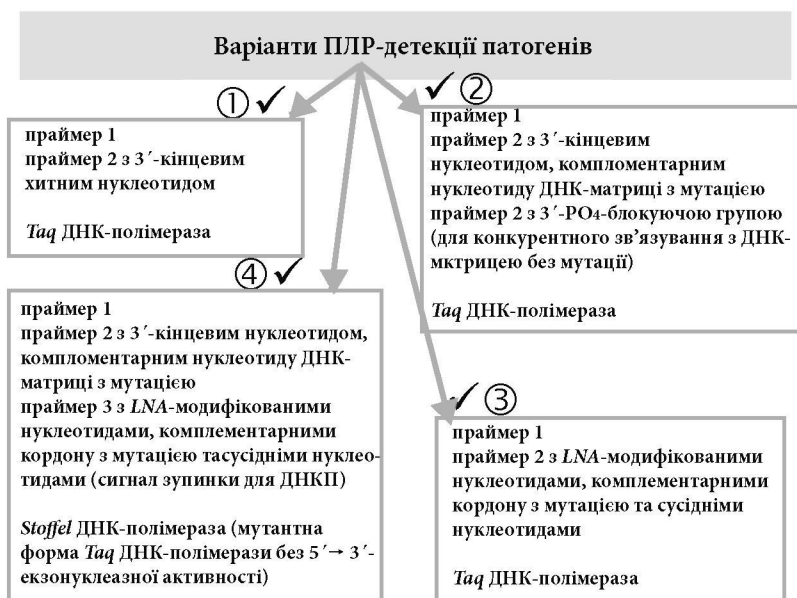 Варіанти ПЛР-детекції патогенів
① ✓
праймер 1
праймер 2 з 3´-кінцевим
хитним нуклеотидом
Taq ДНК-полімераза
✓ ②
праймер 1
праймер 2 з 3´-кінцевим
нуклеотидом, компломентарним
нуклеотиду ДНК-матриці з мутацією
праймер 2 з 3´-PO₄-блокуючою групою
(для конкурентного зв’язування з ДНК-
мктрицею без мутації)
Taq ДНК-полімераза
✓ ③
праймер 1
праймер 2 з LNA-модифікованими
нуклеотидами, комплементарними
кордону з мутацією та сусідніми
нуклеотидами
Taq ДНК-полімераза
④ ✓
праймер 1
праймер 2 з 3´-кінцевим нуклеотидом,
компломентарним нуклеотиду ДНК-
матриці з мутацією
праймер 3 з LNA-модифікованими
нуклеотидами, комплементарними
кордону з мутацією тасусідніми нуклео-
тидами (сигнал зупинки для ДНКП)
Stoffel ДНК-полімераза (мутантна
форма Taq ДНК-полімерази без 5´→ 3´-
екзонуклеазної активності)